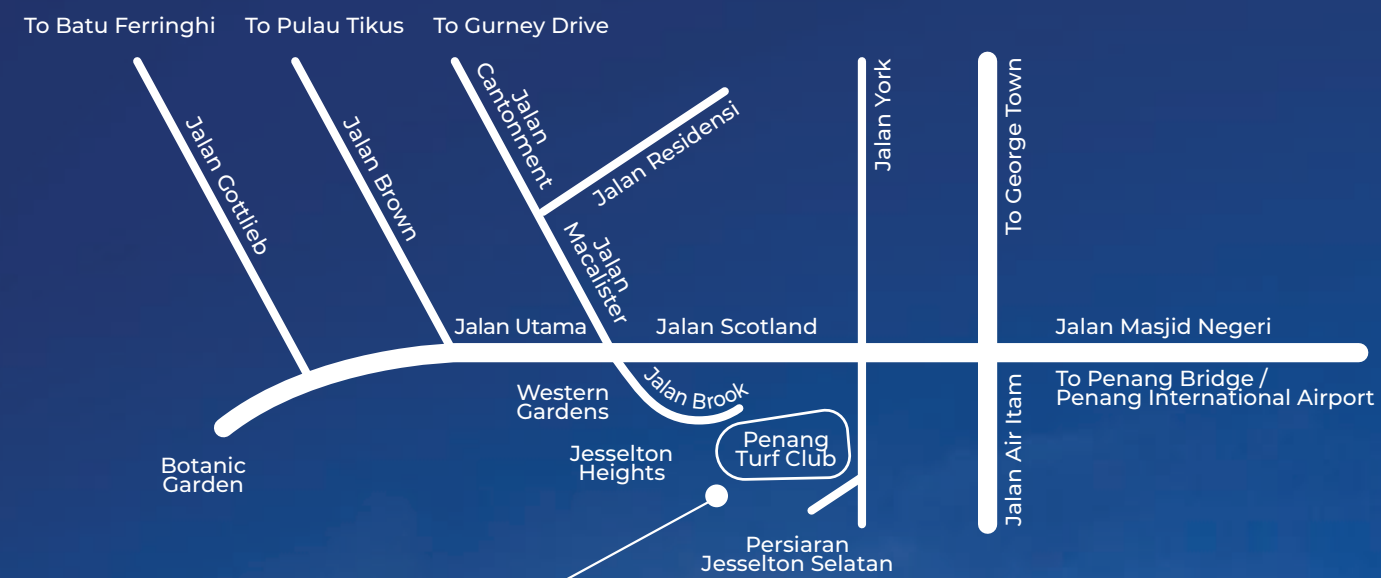 To Batu Ferringhi
To Pulau Tikus
To Gurney Drive
Jalan Gottlieb
Jalan Brown
Jalan
Cantonment
Jalan Residensi
Jalan York
To George Town
Jalan
Macalister
Jalan Utama
Jalan Scotland
Jalan Masjid Negeri
To Penang Bridge /
Penang International Airport
Jalan Brook
Western
Gardens
Jalan Air Itam
Penang
Turf Club
Jesselton
Heights
Botanic
Garden
Persiaran
Jesselton Selatan